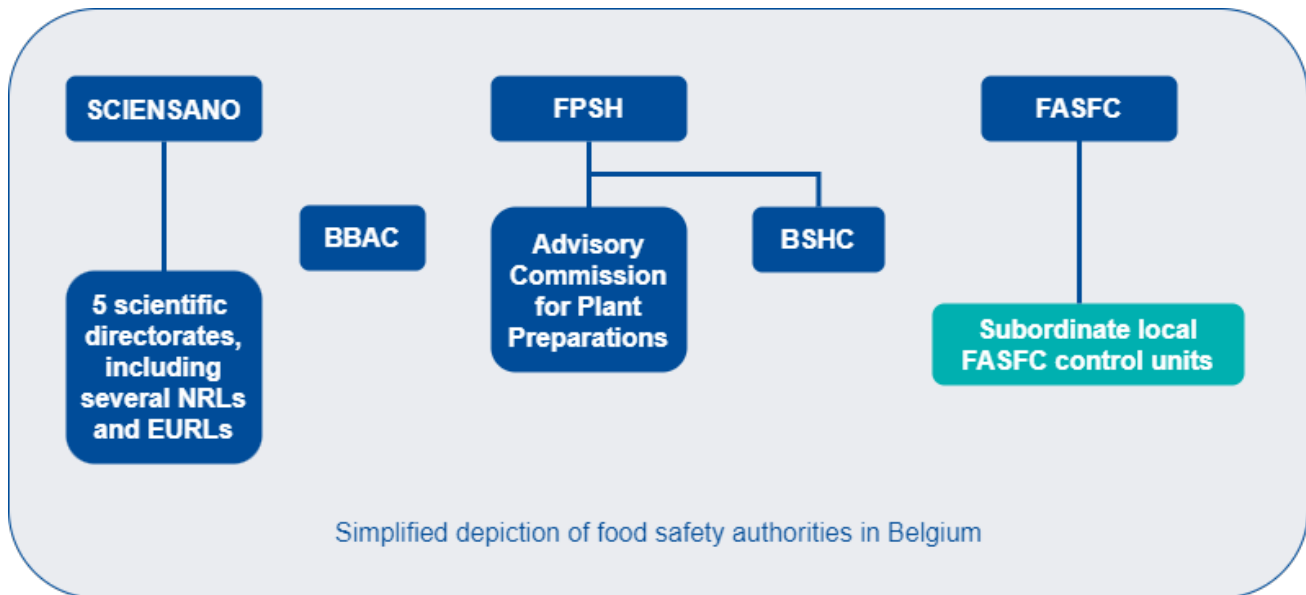 SCIENSANO
FPSH
FASFC
BBAC
Advisory
Commission
for Plant
Preparations
BSHC
5 scientific
directorates,
including
several NRLs
and EURLs
Subordinate local
FASFC control units
Simplified depiction of food safety authorities in Belgium